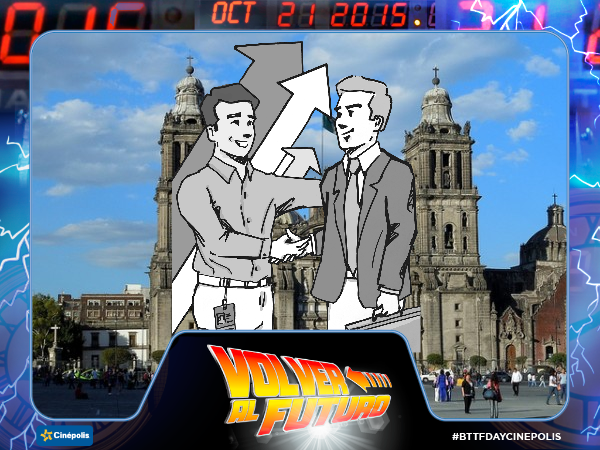 OCT 21 2015
VOLVER
AL FUTURO
Cinépolis
#BTTFDAYCINEPOLIS